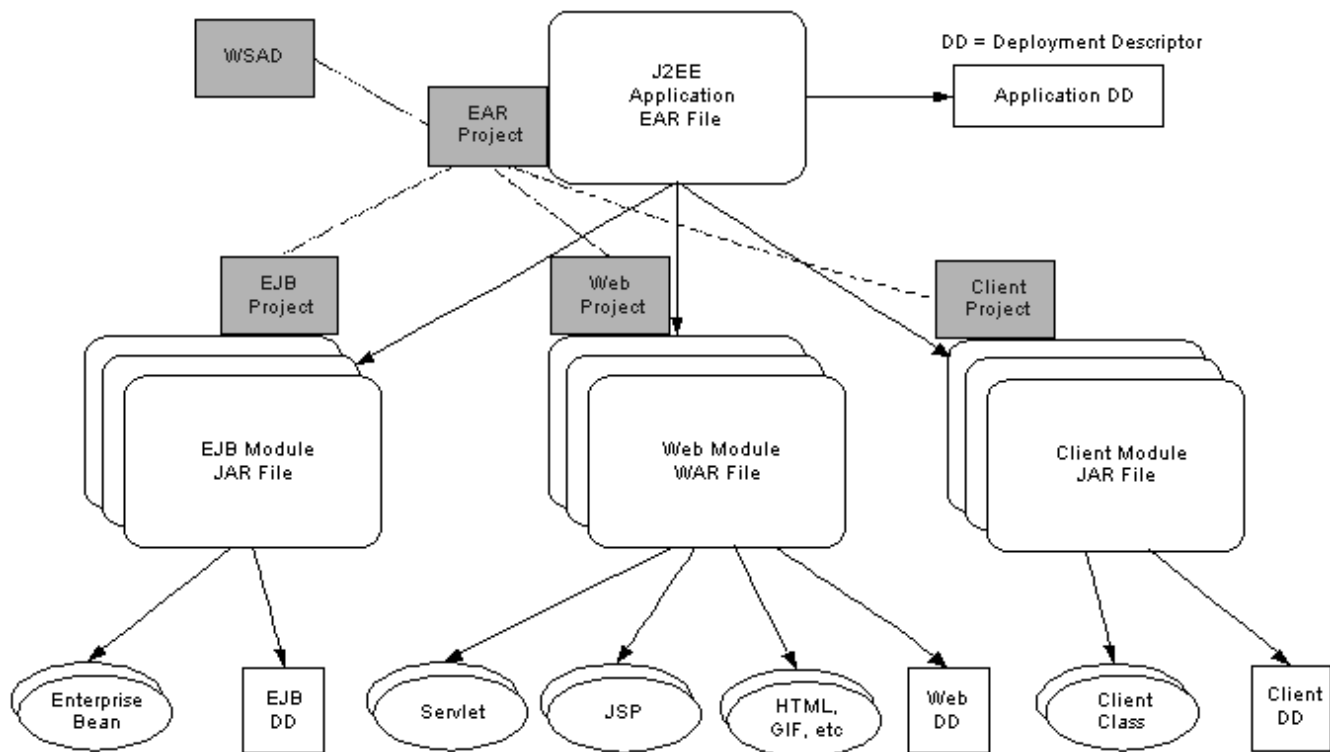 WSAD
J2EE
Application
EAR File
DD = Deployment Descriptor
Application DD
EAR
Project
EJB
Project
Web
Project
Client
Project
EJB Module
JAR File
Web Module
WAR File
Client Module
JAR File
Enterprise
Bean
EJB
DD
Servlet
JSP
HTML,
GIF, etc
Web
DD
Client
Class
Client
DD